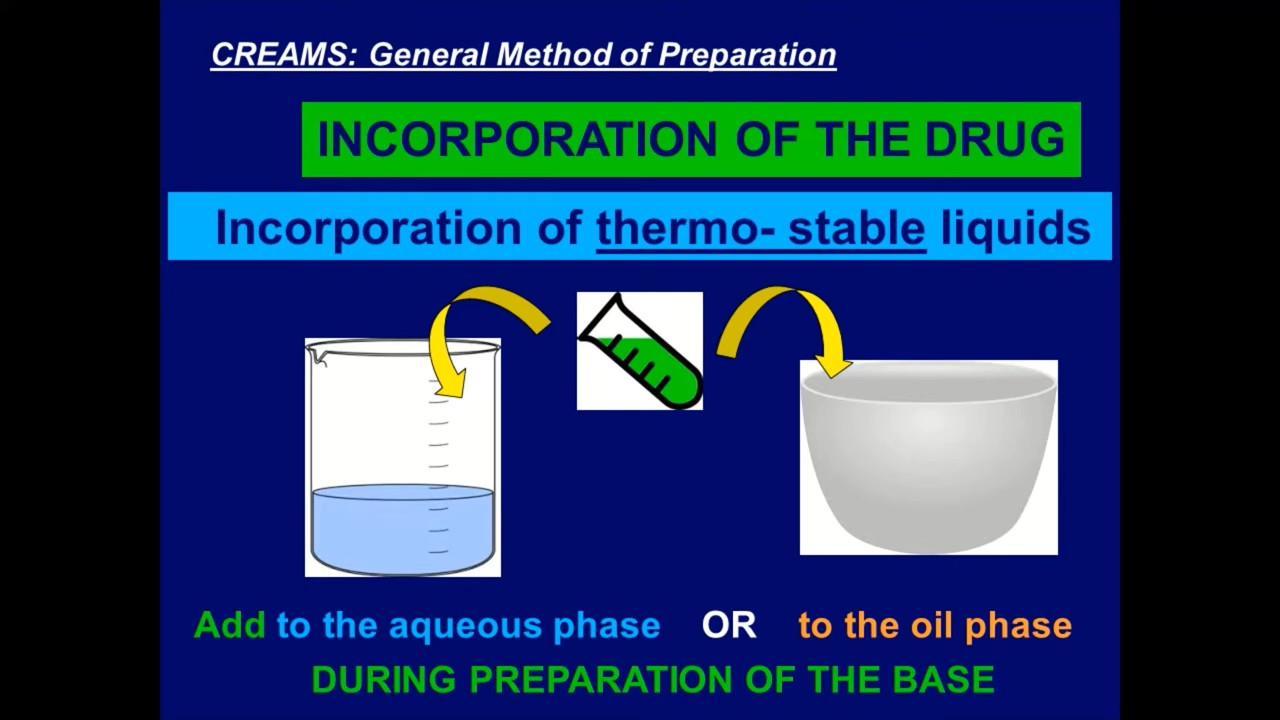 CREAMS: General Method of Preparation
INCORPORATION OF THE DRUG
Incorporation of thermo- stable liquids
Add to the aqueous phase OR to the oil phase
DURING PREPARATION OF THE BASE